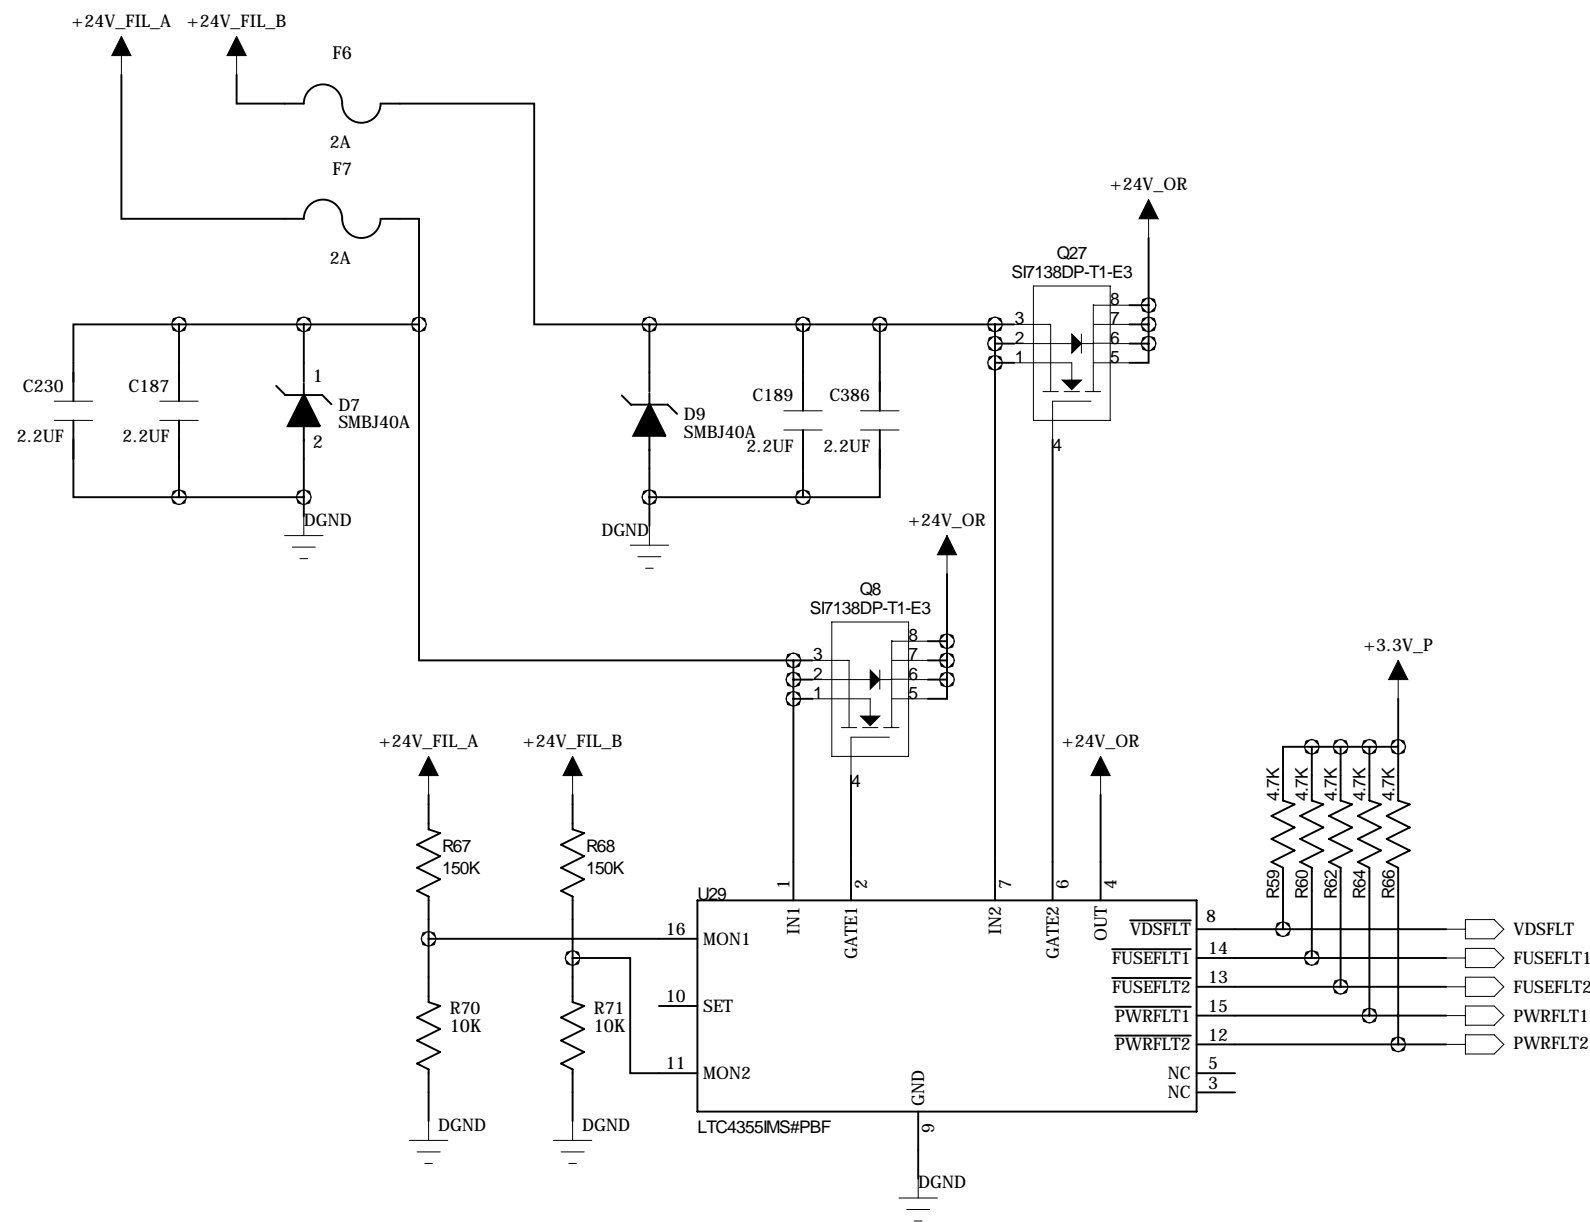 +24V_FIL_A +24V_FIL_B
F6
2A
F7
2A
+24V_OR
Q27
SI7138DP-T1-E3
8
3 7
2 6
1 5
4
C230
2.2UF
C187
2.2UF
1
D7
SMBJ40A
2
DGND
D9
SMBJ40A
C189
2.2UF
C386
2.2UF
DGND
+24V_OR
Q8
SI7138DP-T1-E3
8
3 7
2 6
1 5
4
+3.3V_P
+24V_FIL_A +24V_FIL_B
+24V_OR
R67
150K
R68
150K
R70
10K
R71
10K
DGND
DGND
4.7K 4.7K 4.7K 4.7K 4.7K
R59 R60 R62 R64 R66
U29
1 2 7 6 4
IN1 GATE1 IN2 GATE2 OUT
16 MON1
10 SET
11 MON2
VDSFLT 8 VDSFLT
FUSEFLT1 14 FUSEFLT1
FUSEFLT2 13 FUSEFLT2
PWRFLT1 15 PWRFLT1
PWRFLT2 12 PWRFLT2
NC 5
NC 3
GND
9
LTC4355IMS#PBF
DGND